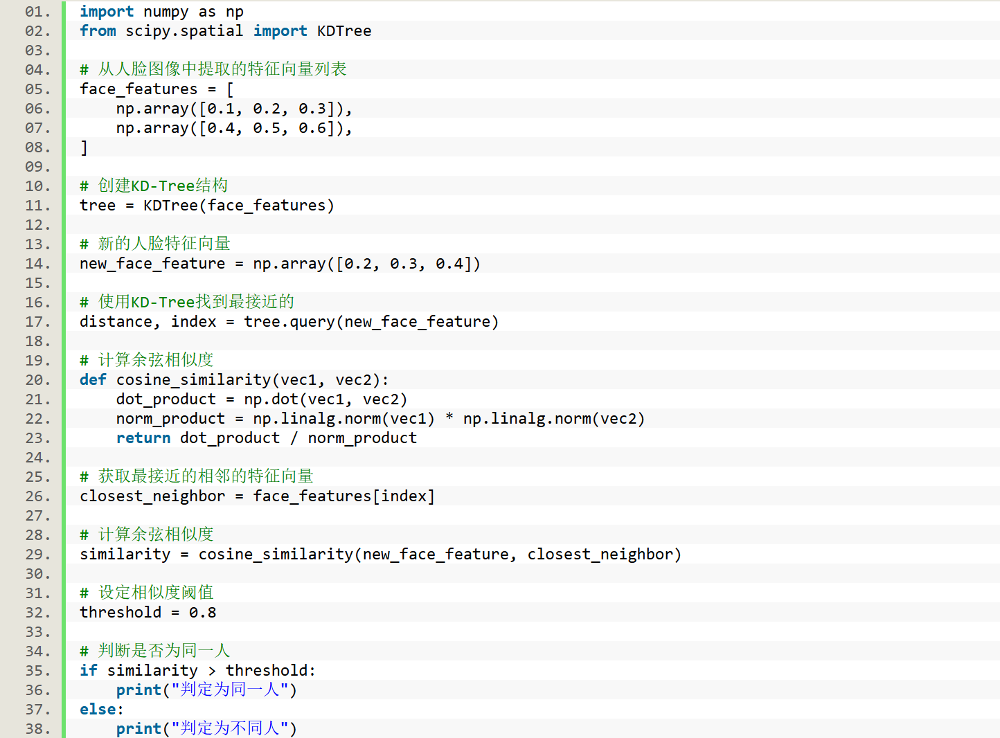 01. import numpy as np
02. from scipy.spatial import KDTree
03.
04. # 从人脸图像中提取的特征向量列表
05. face_features = [
06.     np.array([0.1, 0.2, 0.3]),
07.     np.array([0.4, 0.5, 0.6]),
08. ]
09.
10. # 创建KD-Tree结构
11. tree = KDTree(face_features)
12.
13. # 新的人脸特征向量
14. new_face_feature = np.array([0.2, 0.3, 0.4])
15.
16. # 使用KD-Tree找到最接近的
17. distance, index = tree.query(new_face_feature)
18.
19. # 计算余弦相似度
20. def cosine_similarity(vec1, vec2):
21.     dot_product = np.dot(vec1, vec2)
22.     norm_product = np.linalg.norm(vec1) * np.linalg.norm(vec2)
23.     return dot_product / norm_product
24.
25. # 获取最接近的相邻的特征向量
26. closest_neighbor = face_features[index]
27.
28. # 计算余弦相似度
29. similarity = cosine_similarity(new_face_feature, closest_neighbor)
30.
31. # 设定相似度阈值
32. threshold = 0.8
33.
34. # 判断是否为同一人
35. if similarity > threshold:
36.     print("判定为同一人")
37. else:
38.     print("判定为不同人")